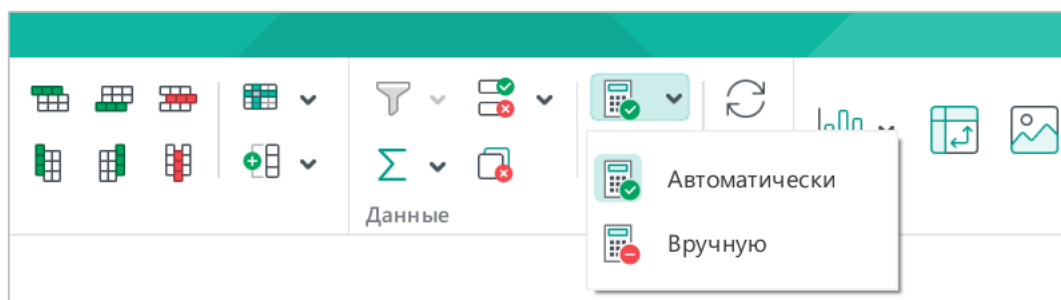 Автоматически
Вручную
Данные